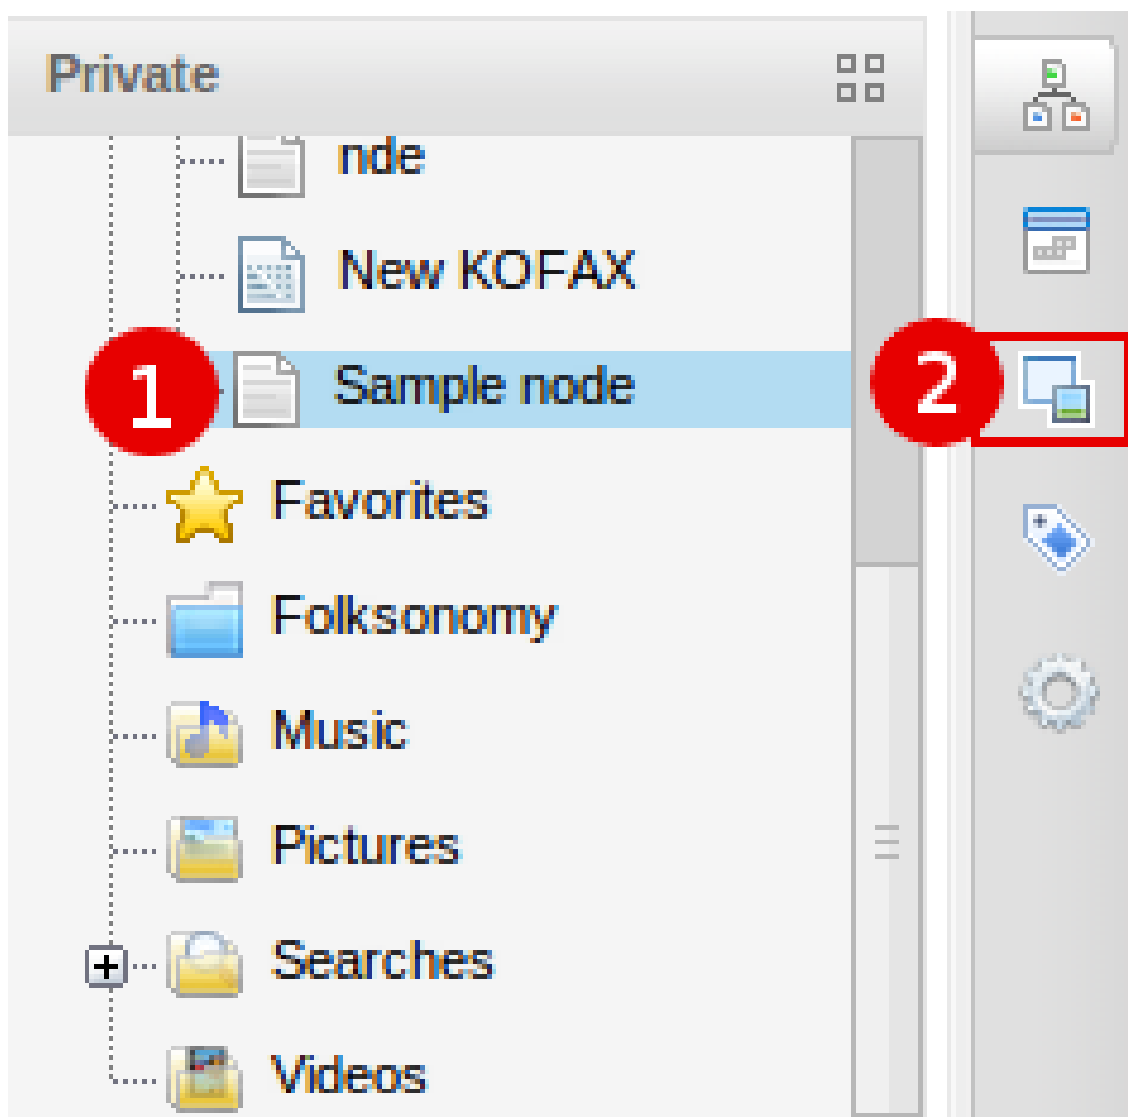 Private
nde
New KOFAX
1 Sample node 2
Favorites
Folksonomy
Music
Pictures
Searches
Videos